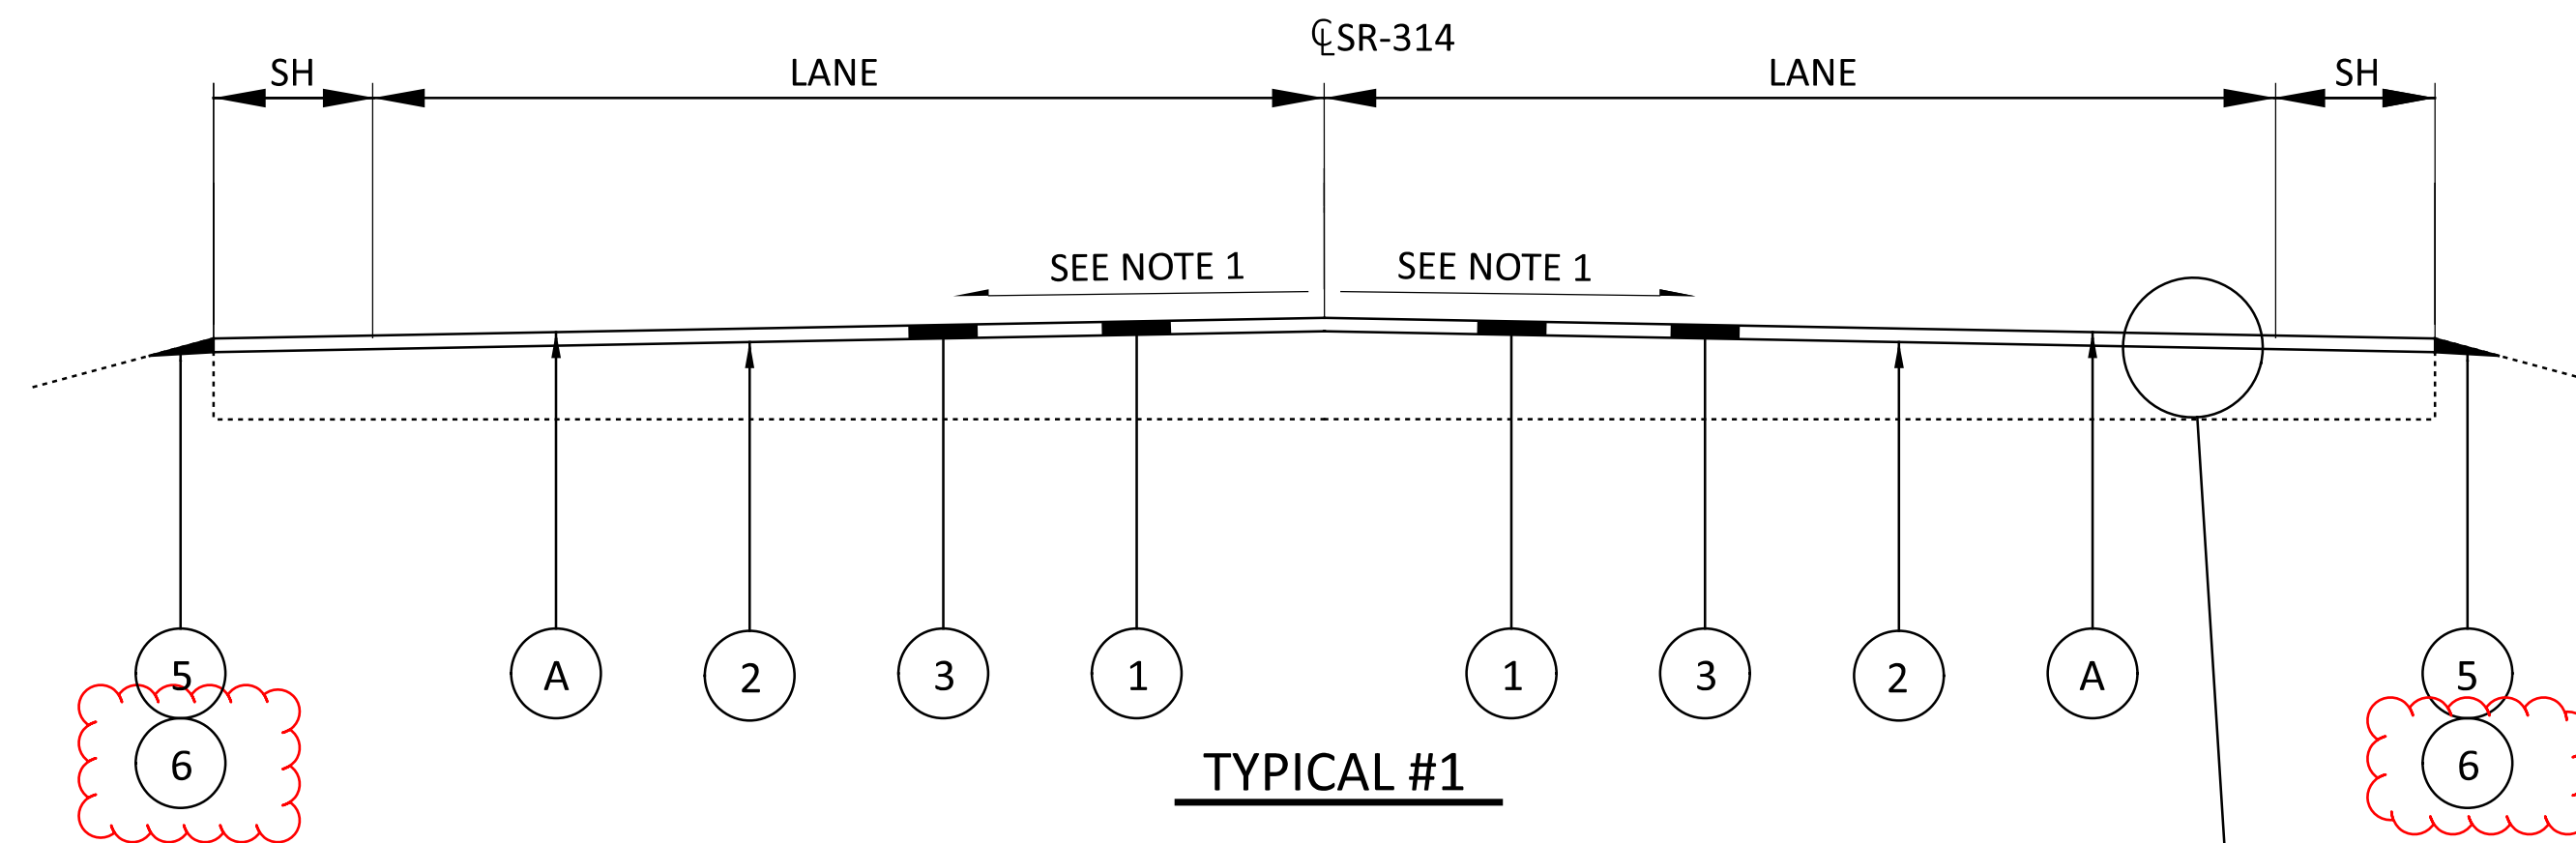 ℄SR-314
SH LANE LANE SH
SEE NOTE 1 SEE NOTE 1
5 A 2 3 1 1 3 2 A 5
6 6
TYPICAL #1